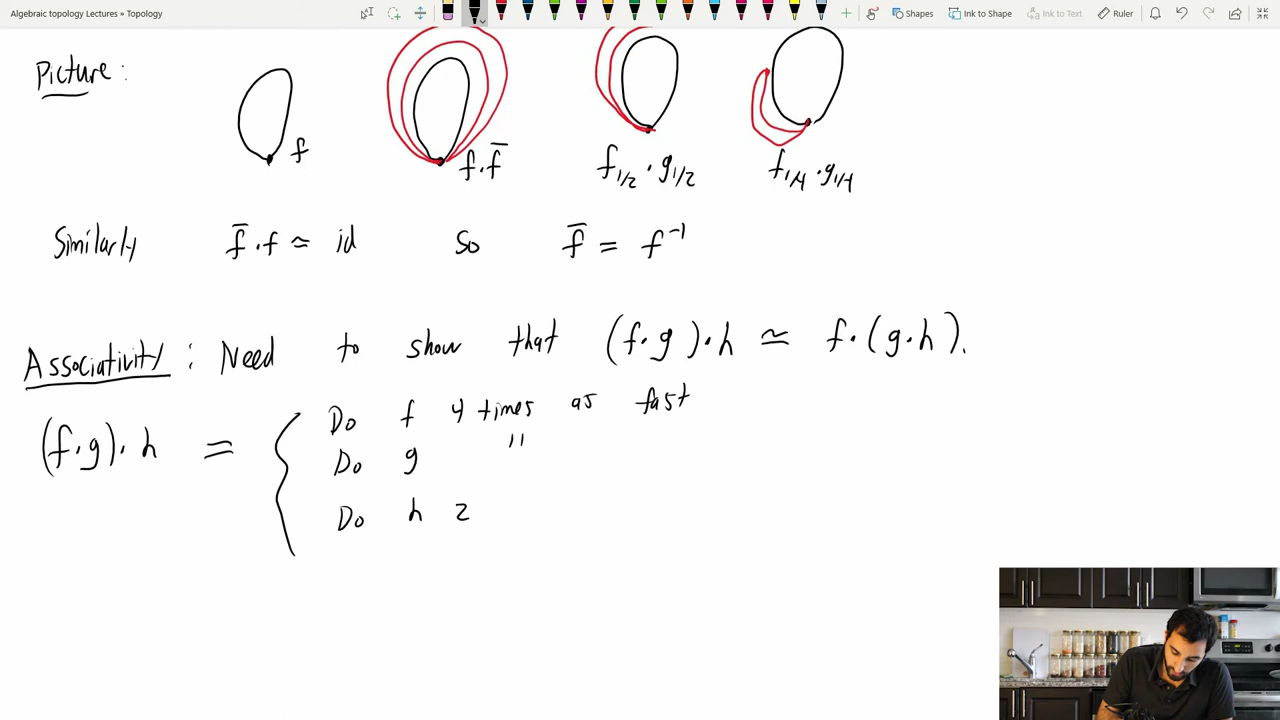 Algebraic topology Lectures – Topology
Shapes Ink to Shape Ink to Text Ruler
Picture:
f f·f̅ f₁/₂ · g₁/₂ f₁/₄ · g₁/₄
Similarly f̅·f ≃ id so f̅ = f⁻¹
Associativity: Need to show that (f·g)·h ≃ f·(g·h).
(f·g)·h = { Do f 4 times as fast
Do g "
Do h 2